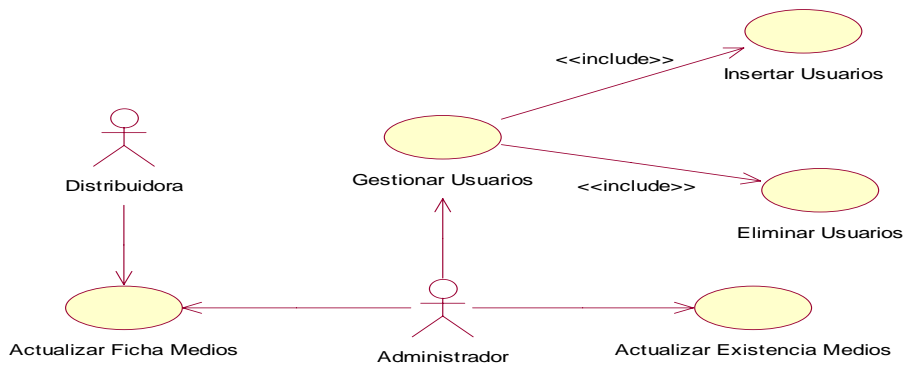 <<include>>
Insertar Usuarios
Distribuidora
Gestionar Usuarios
<<include>>
Eliminar Usuarios
Actualizar Ficha Medios
Administrador
Actualizar Existencia Medios